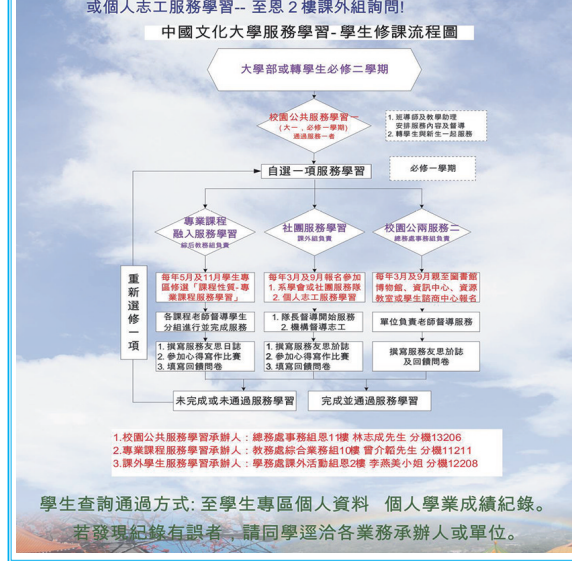 或個人志工服務學習-- 至恩２樓課外組詢問!
中國文化大學服務學習-學生修課流程圖
大學部或轉學生必修二學期
校園公共服務學習一
(大一、必修一學期)
通過服務一者
1. 班導師及教學助理
安排服務內容及督導
2. 轉學生與新生一起服務
自選一項服務學習
必修一學期
專業課程
融入服務學習
綜后教務組負責
社團服務學習
課外組負責
校園公兩服務二
總務處事務組負責
重新選修一項
每年5月及11月學生專
區修選「課程性質-專
業課程服務學習」
每年3月及9月報名參加
1. 系學會或社團服務隊
2. 個人志工服務學習
每年3月及9月親至圖書館
博物館、資訊中心、資源
教室或學生諮商中心報名
各課程老師督導學生
分組進行並完成服務
1. 隊長督導開始服務
2. 機構督導志工
單位負責老師督導服務
1. 撰寫服務友思日誌
2. 參加心得寫作比賽
3. 填寫回饋問卷
1. 撰寫服務友思於誌
2. 參加心得寫作比賽
3. 填寫回饋問卷
撰寫服務友思於誌
及回饋問卷
未完成或未通過服務學習
完成並通過服務學習
1.校園公共服務學習承辦人：總務處事務組恩11樓 林志成先生 分機13206
2.專業課程服務學習承辦人：教務處綜合業務組10樓 曾介韜先生 分機11211
3.課外學生服務學習承辦人：學務處課外活動組恩2樓 李燕美小姐 分機12208
學生查詢通過方式: 至學生專區個人資料 個人學業成績紀錄。
若發現紀錄有誤者，請同學逕洽各業務承辦人或單位。